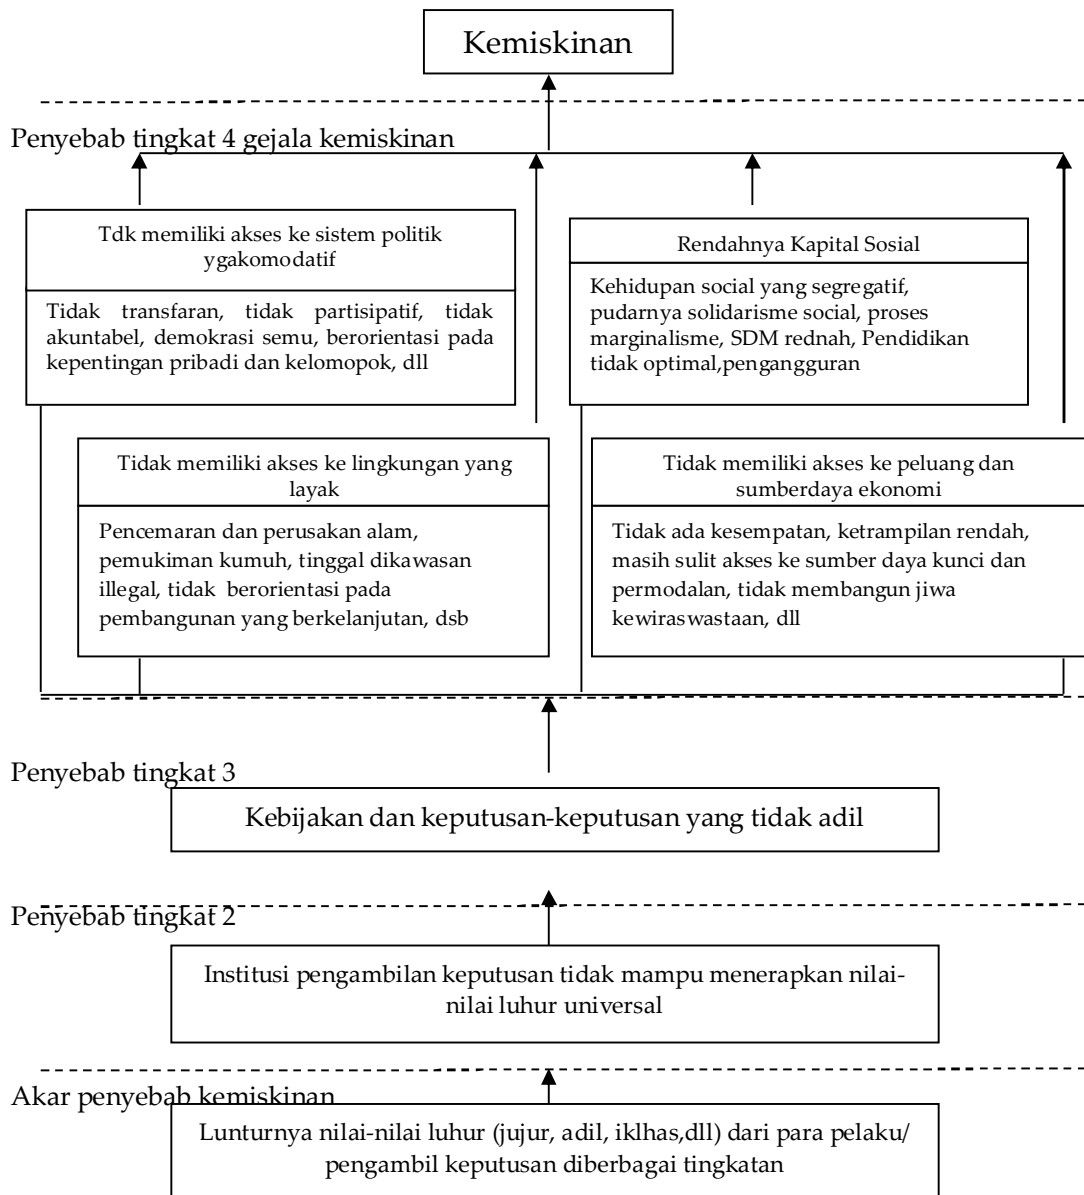 Kemiskinan
Penyebab tingkat 4 gejala kemiskinan
Tdk memiliki akses ke sistem politik
ygakomodatif
Tidak transfaran, tidak partisipatif, tidak
akuntabel, demokrasi semu, berorientasi pada
kepentingan pribadi dan kelomopok, dll
Rendahnya Kapital Sosial
Kehidupan social yang segregatif,
pudarnya solidarisme social, proses
marginalisme, SDM rednah, Pendidikan
tidak optimal,pengangguran
Tidak memiliki akses ke lingkungan yang
layak
Pencemaran dan perusakan alam,
pemukiman kumuh, tinggal dikawasan
illegal, tidak berorientasi pada
pembangunan yang berkelanjutan, dsb
Tidak memiliki akses ke peluang dan
sumberdaya ekonomi
Tidak ada kesempatan, ketrampilan rendah,
masih sulit akses ke sumber daya kunci dan
permodalan, tidak membangun jiwa
kewiraswastaan, dll
Penyebab tingkat 3
Kebijakan dan keputusan-keputusan yang tidak adil
Penyebab tingkat 2
Institusi pengambilan keputusan tidak mampu menerapkan nilai-
nilai luhur universal
Akar penyebab kemiskinan
Lunturnya nilai-nilai luhur (jujur, adil, iklhas,dll) dari para pelaku/
pengambil keputusan diberbagai tingkatan